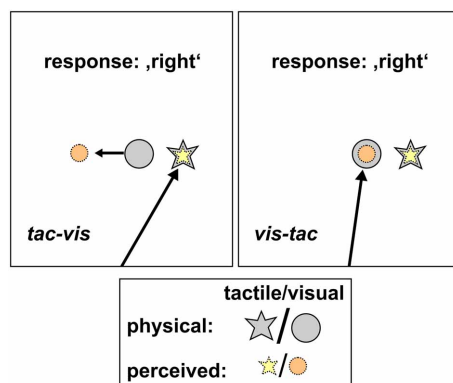 response: ‚right‘
tac-vis
response: ‚right‘
vis-tac
tactile/visual
physical:
perceived: